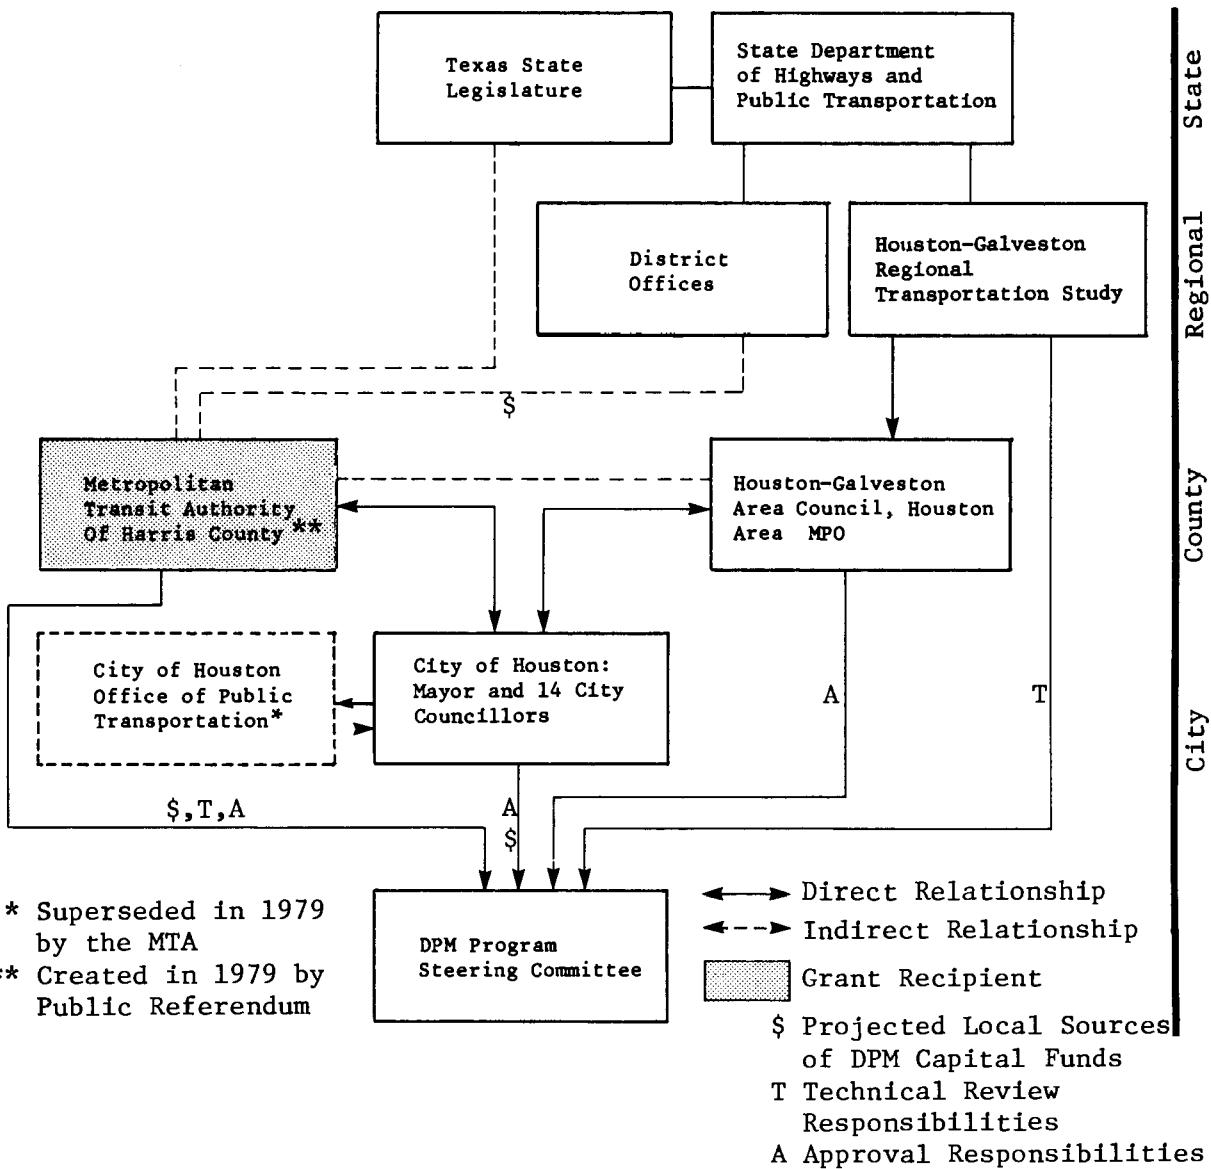 Texas State
Legislature
State Department
of Highways and
Public Transportation
State
District
Offices
Houston-Galveston
Regional
Transportation Study
Regional
$
Metropolitan
Transit Authority
Of Harris County **
Houston-Galveston
Area Council, Houston
Area MPO
County
City of Houston
Office of Public
Transportation*
City of Houston:
Mayor and 14 City
Councillors
A
T
City
$,T,A
A
$
DPM Program
Steering Committee
* Superseded in 1979
by the MTA
** Created in 1979 by
Public Referendum
Direct Relationship
Indirect Relationship
Grant Recipient
$ Projected Local Sources
of DPM Capital Funds
T Technical Review
Responsibilities
A Approval Responsibilities